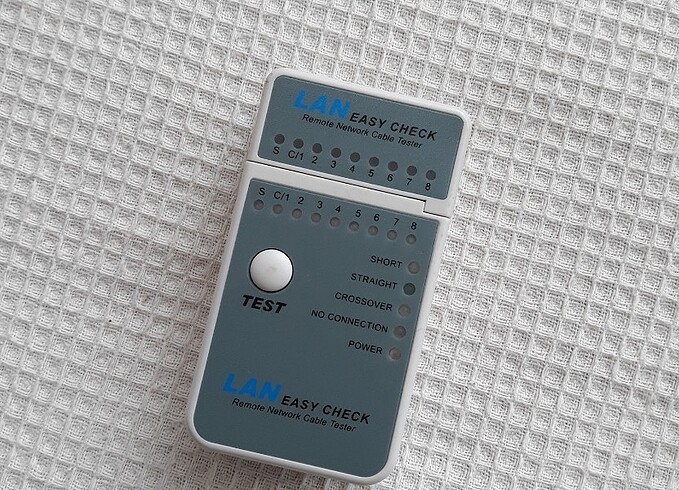 LAN EASY CHECK
Remote Network Cable Tester
S C/1 2 3 4 5 6 7 8
S C/1 2 3 4 5 6 7 8
SHORT
STRAIGHT
CROSSOVER
NO CONNECTION
POWER
TEST
LAN EASY CHECK
Remote Network Cable Tester